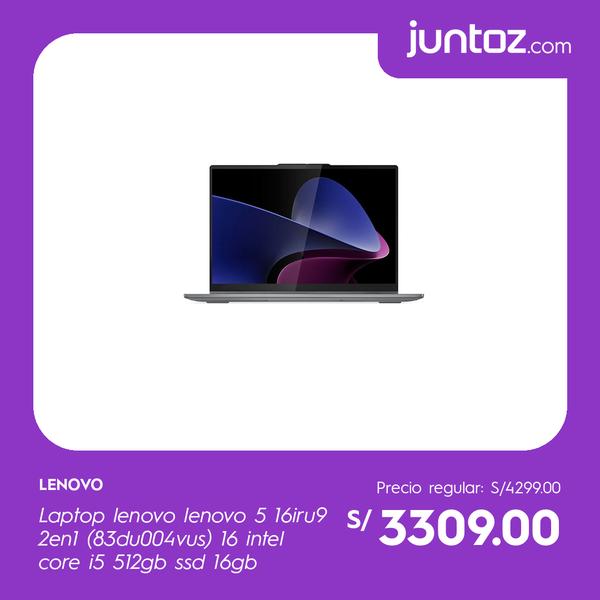 juntoz.com
LENOVO
Laptop lenovo lenovo 5 16iru9
2en1 (83du004vus) 16 intel
core i5 512gb ssd 16gb
Precio regular: S/4299.00
S/ 3309.00